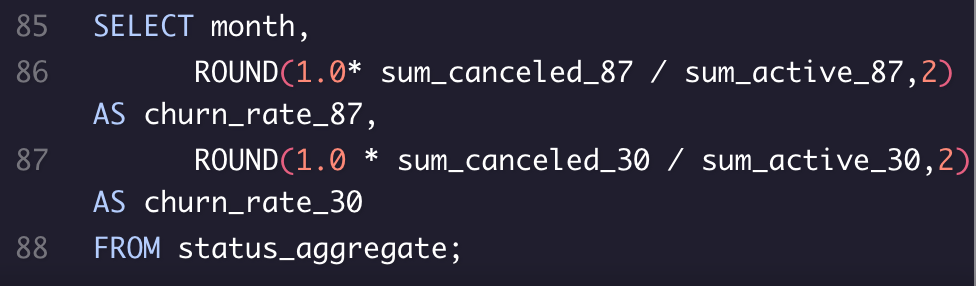 85 SELECT month,
86 ROUND(1.0* sum_canceled_87 / sum_active_87,2)
AS churn_rate_87,
87 ROUND(1.0 * sum_canceled_30 / sum_active_30,2)
AS churn_rate_30
88 FROM status_aggregate;